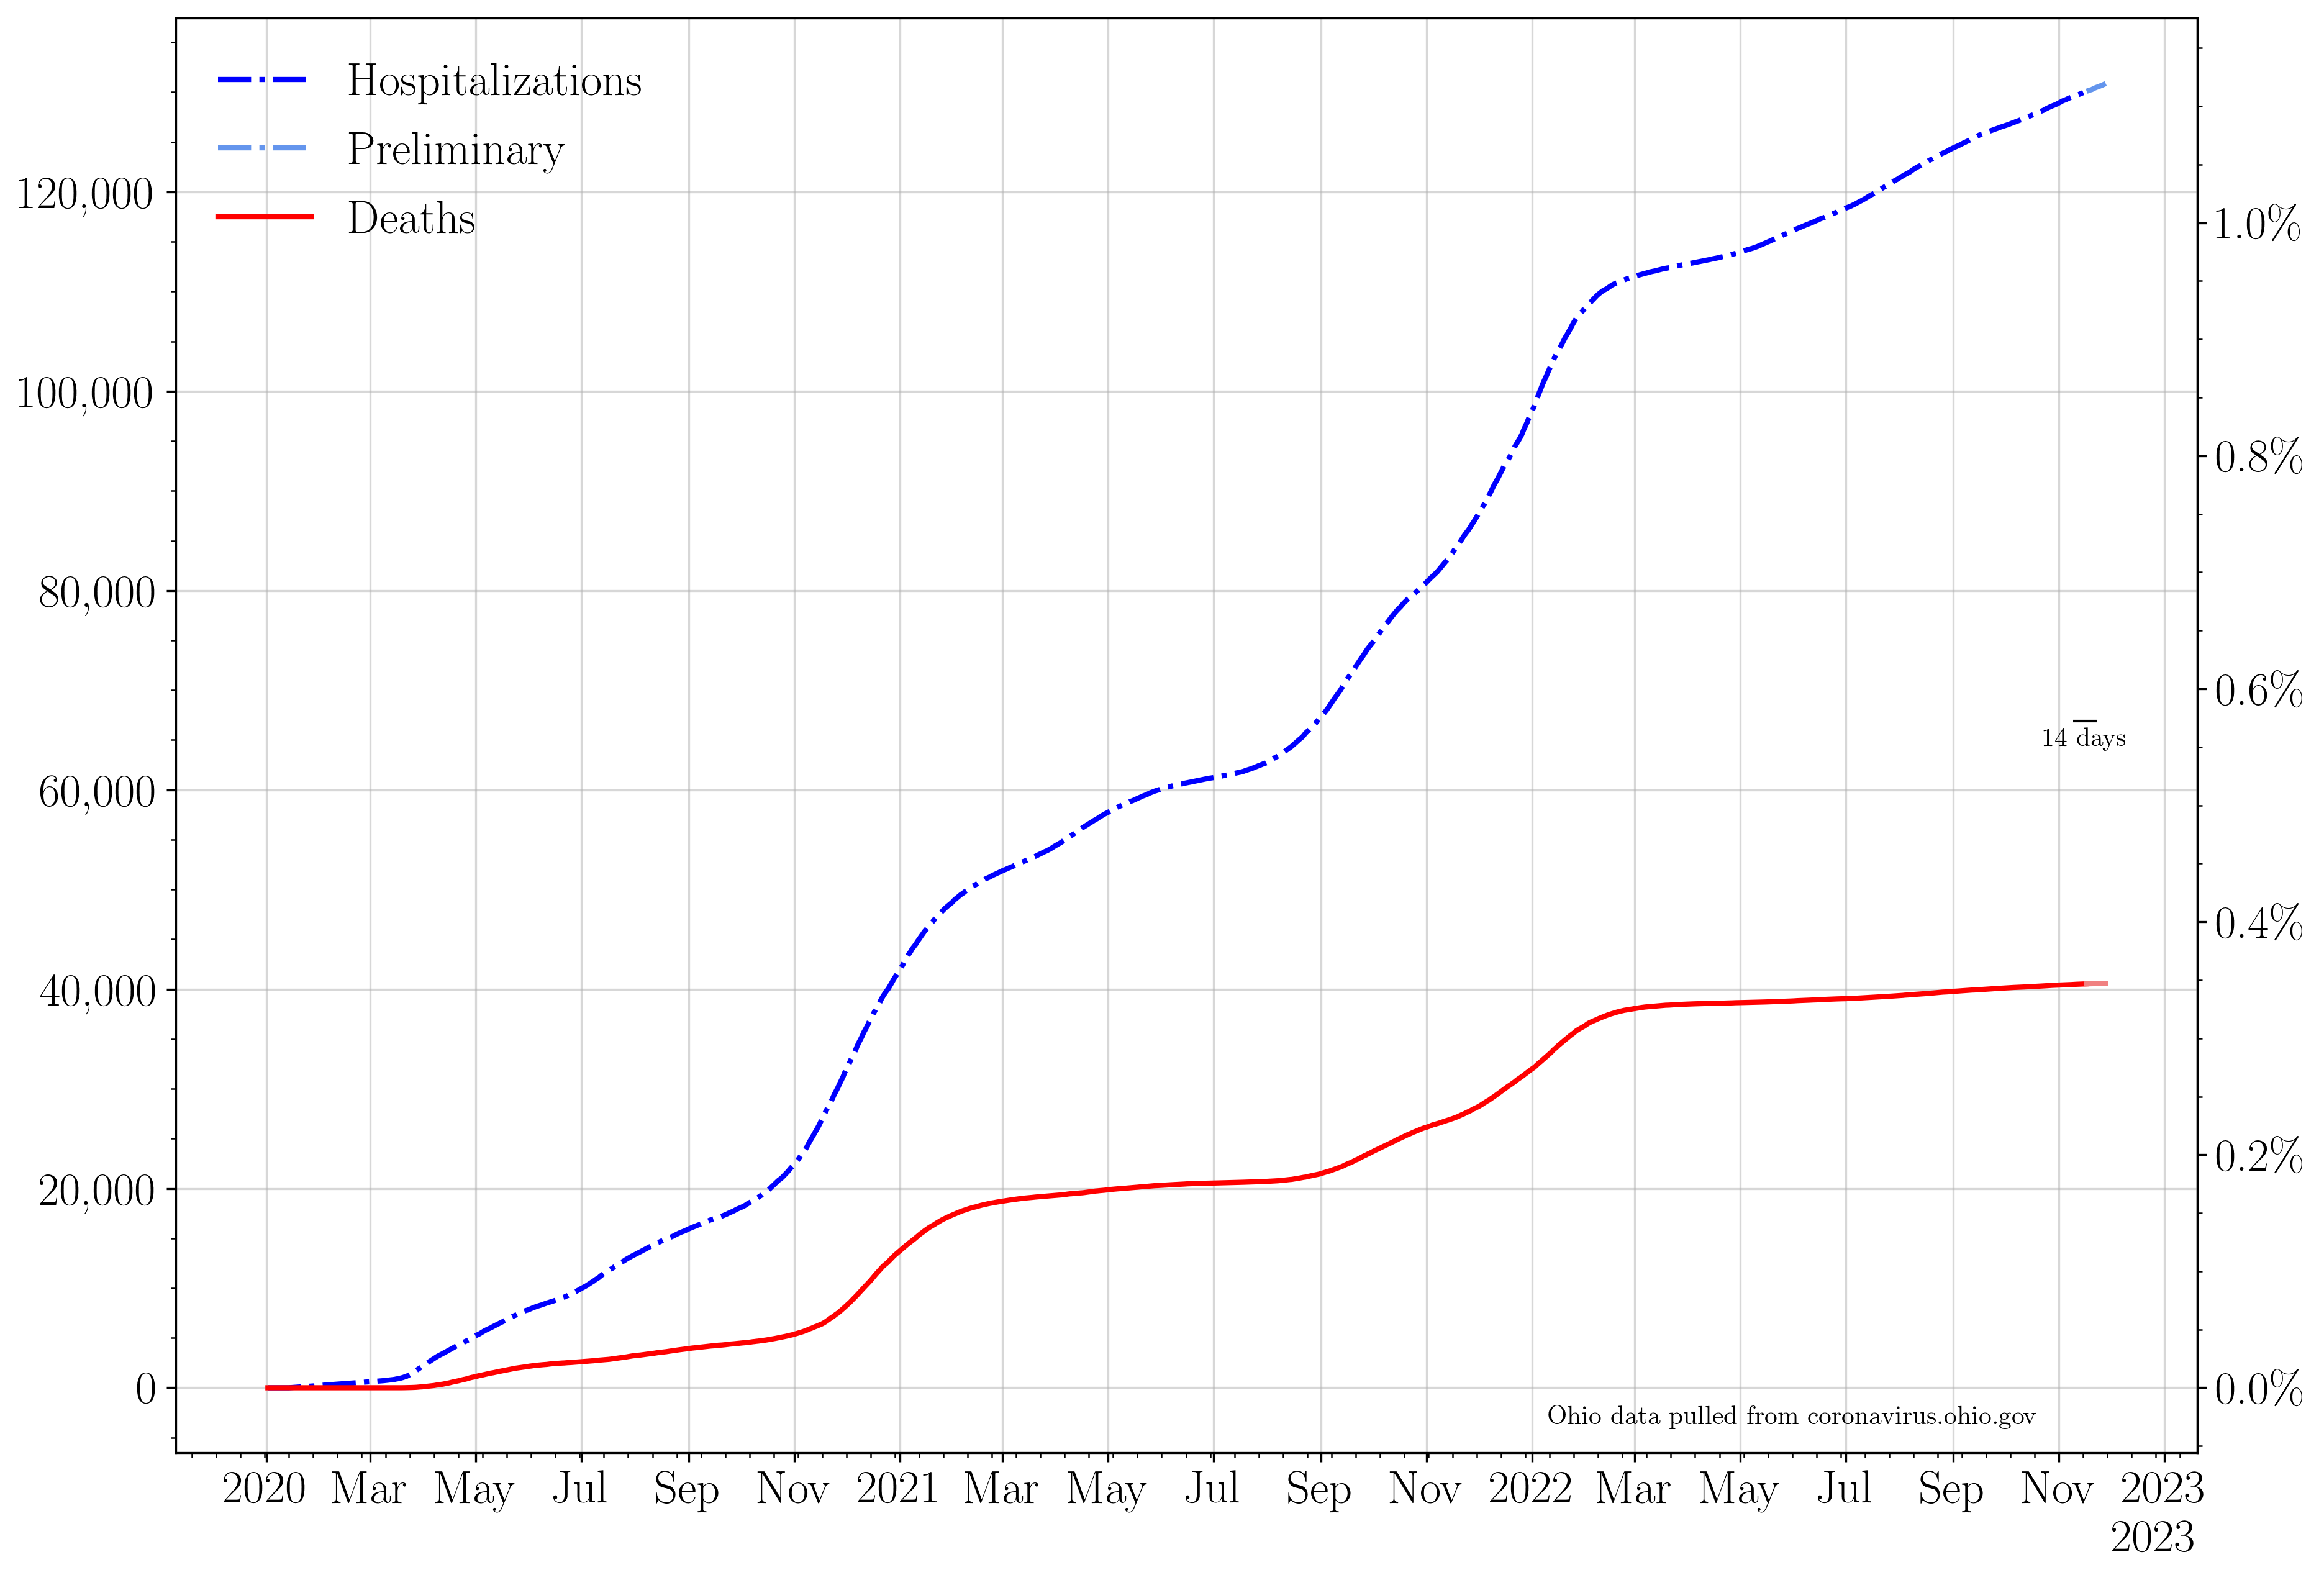 Hospitalizations
Preliminary
Deaths
120,000
100,000
80,000
60,000
40,000
20,000
0
1.0%
0.8%
0.6%
0.4%
0.2%
0.0%
14 days
Ohio data pulled from coronavirus.ohio.gov
2020 Mar May Jul Sep Nov 2021 Mar May Jul Sep Nov 2022 Mar May Jul Sep Nov 2023
2023